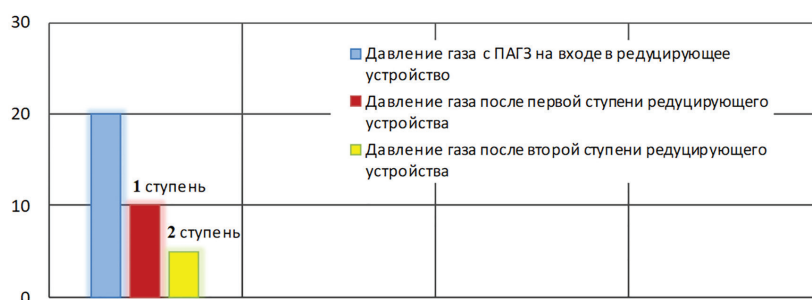 30
Давление газа с ПАГЗ на входе в редуцирующее
устройство
20
Давление газа после первой ступени редуцирующего
устройства
Давление газа после второй ступени редуцирующего
устройства
1 ступень
10
2 ступень
0